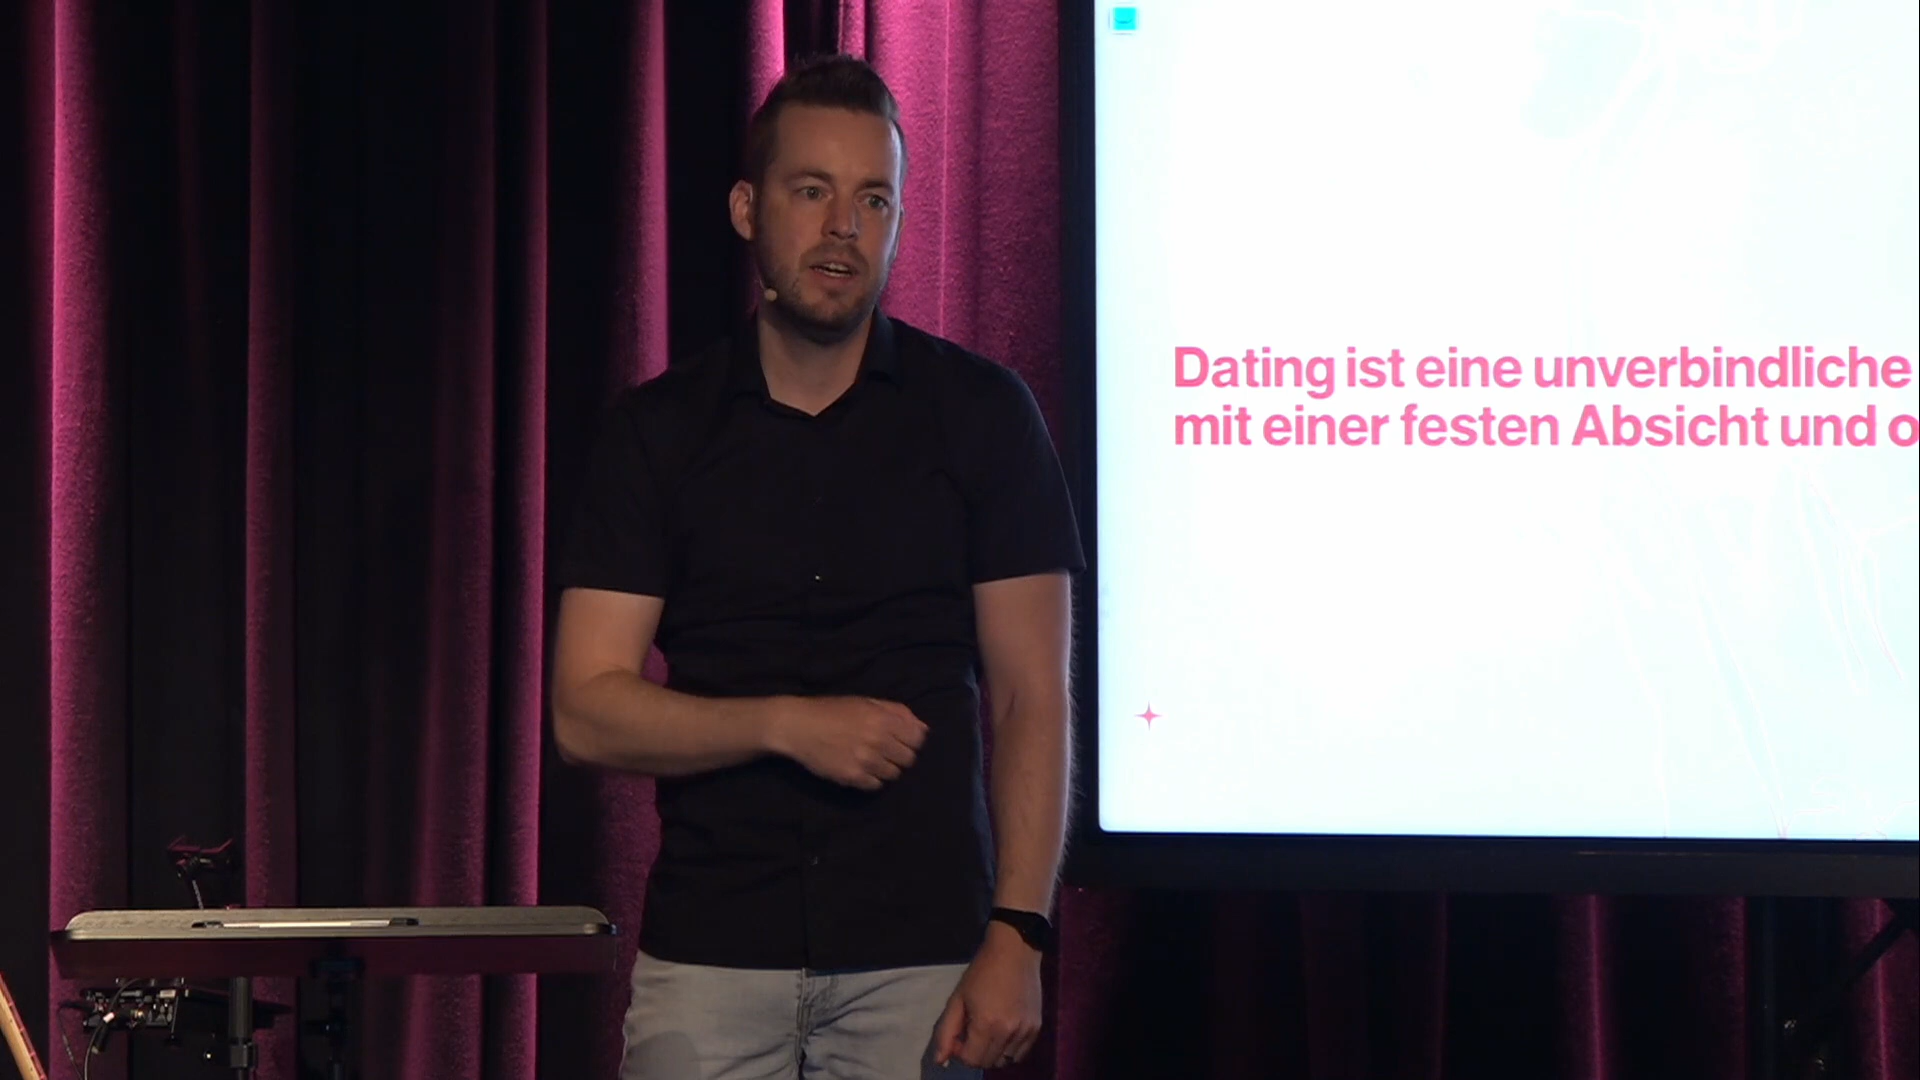 Dating ist eine unverbindliche
mit einer festen Absicht und